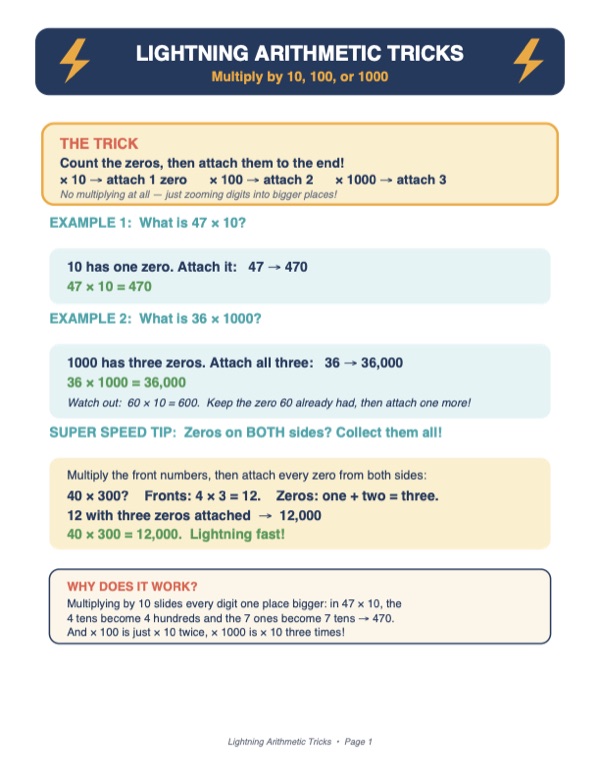 LIGHTNING ARITHMETIC TRICKS
Multiply by 10, 100, or 1000
THE TRICK
Count the zeros, then attach them to the end!
× 10 → attach 1 zero × 100 → attach 2 × 1000 → attach 3
No multiplying at all — just zooming digits into bigger places!
EXAMPLE 1: What is 47 × 10?
10 has one zero. Attach it: 47 → 470
47 × 10 = 470
EXAMPLE 2: What is 36 × 1000?
1000 has three zeros. Attach all three: 36 → 36,000
36 × 1000 = 36,000
Watch out: 60 × 10 = 600. Keep the zero 60 already had, then attach one more!
SUPER SPEED TIP: Zeros on BOTH sides? Collect them all!
Multiply the front numbers, then attach every zero from both sides:
40 × 300? Fronts: 4 × 3 = 12. Zeros: one + two = three.
12 with three zeros attached → 12,000
40 × 300 = 12,000. Lightning fast!
WHY DOES IT WORK?
Multiplying by 10 slides every digit one place bigger: in 47 × 10, the
4 tens become 4 hundreds and the 7 ones become 7 tens → 470.
And × 100 is just × 10 twice, × 1000 is × 10 three times!
Lightning Arithmetic Tricks • Page 1